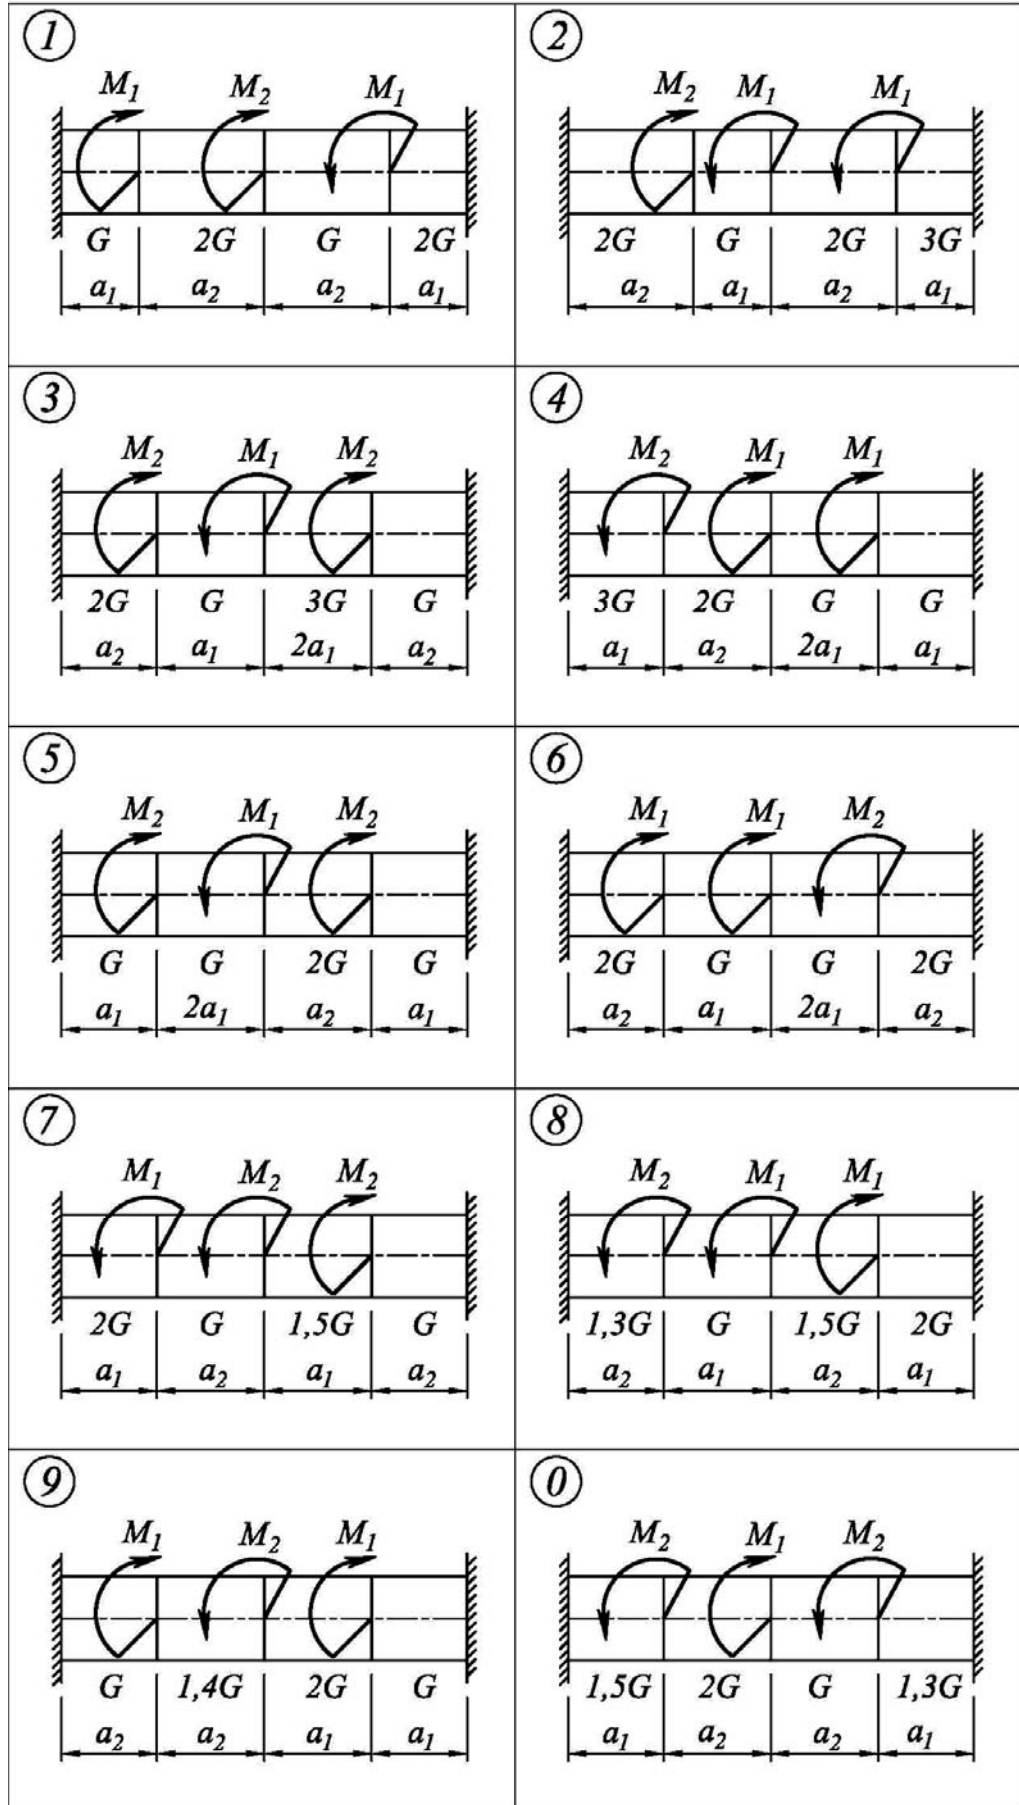 1
M1 M2 M1
G 2G G 2G
a1 a2 a2 a1
2
M2 M1 M1
2G G 2G 3G
a2 a1 a2 a1
3
M2 M1 M2
2G G 3G G
a2 a1 2a1 a2
4
M2 M1 M1
3G 2G G G
a1 a2 2a1 a1
5
M2 M1 M2
G G 2G G
a1 2a1 a2 a1
6
M1 M1 M2
2G G G 2G
a2 a1 2a1 a2
7
M1 M2 M2
2G G 1,5G G
a1 a2 a1 a2
8
M2 M1 M1
1,3G G 1,5G 2G
a2 a1 a2 a1
9
M1 M2 M1
G 1,4G 2G G
a2 a2 a1 a1
0
M2 M1 M2
1,5G 2G G 1,3G
a1 a2 a2 a1